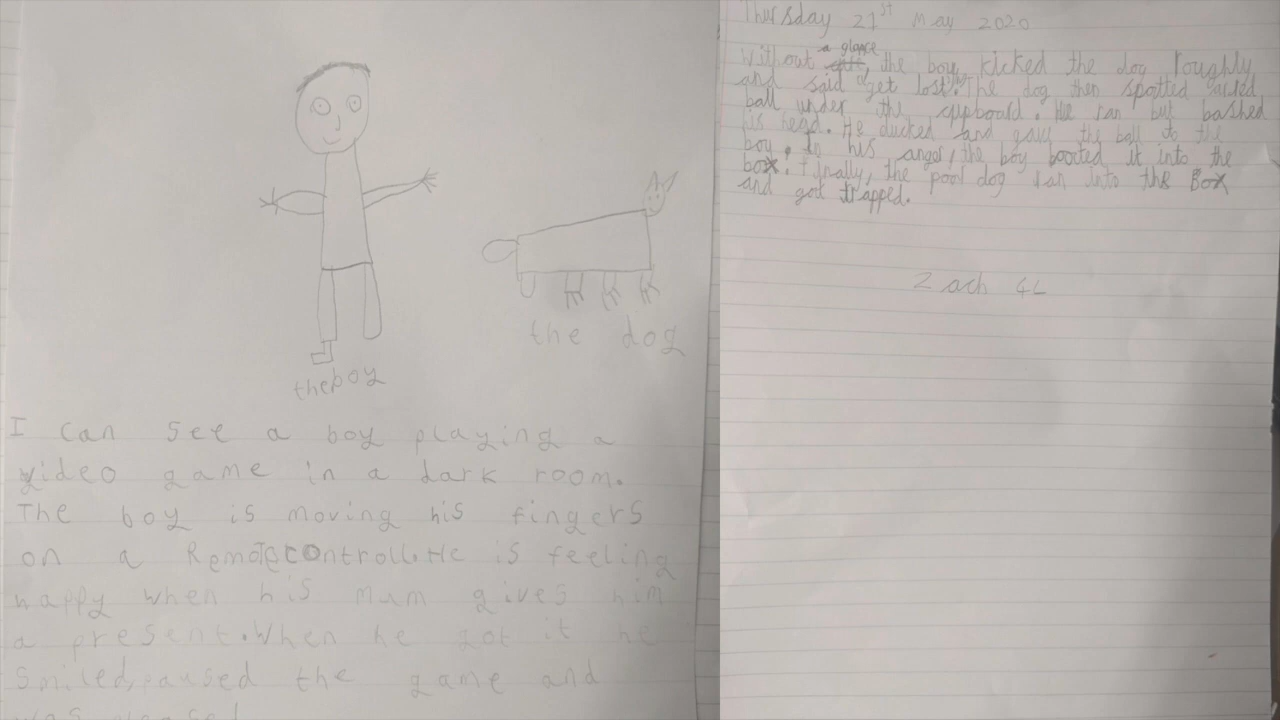 the boy
the dog
I can see a boy playing a
video game in a dark room.
The boy is moving his fingers
on a Remotecontroll. He is feeling
happy when his mum gives him
a present. When he got it he
Smiled, paused the game and
was
Thursday 21st May 2020
a glance
Without the boy kicked the dog roughly
and said "get lost!" The dog then spotted a red
ball under the cupboard. He ran but bashed
his head. He ducked and gave the ball to the
boy. In his anger, the boy booted it into the
box. Finally, the poor dog ran into the Box
and got trapped.
Zach 4L